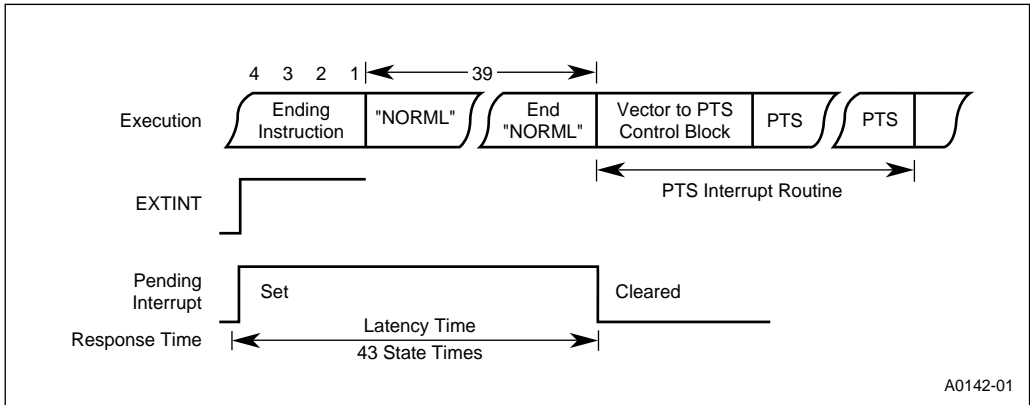 4 3 2 1
39
Execution
Ending
Instruction
"NORML"
End
"NORML"
Vector to PTS
Control Block
PTS
PTS
PTS Interrupt Routine
EXTINT
Pending
Interrupt
Set
Cleared
Response Time
Latency Time
43 State Times
A0142-01